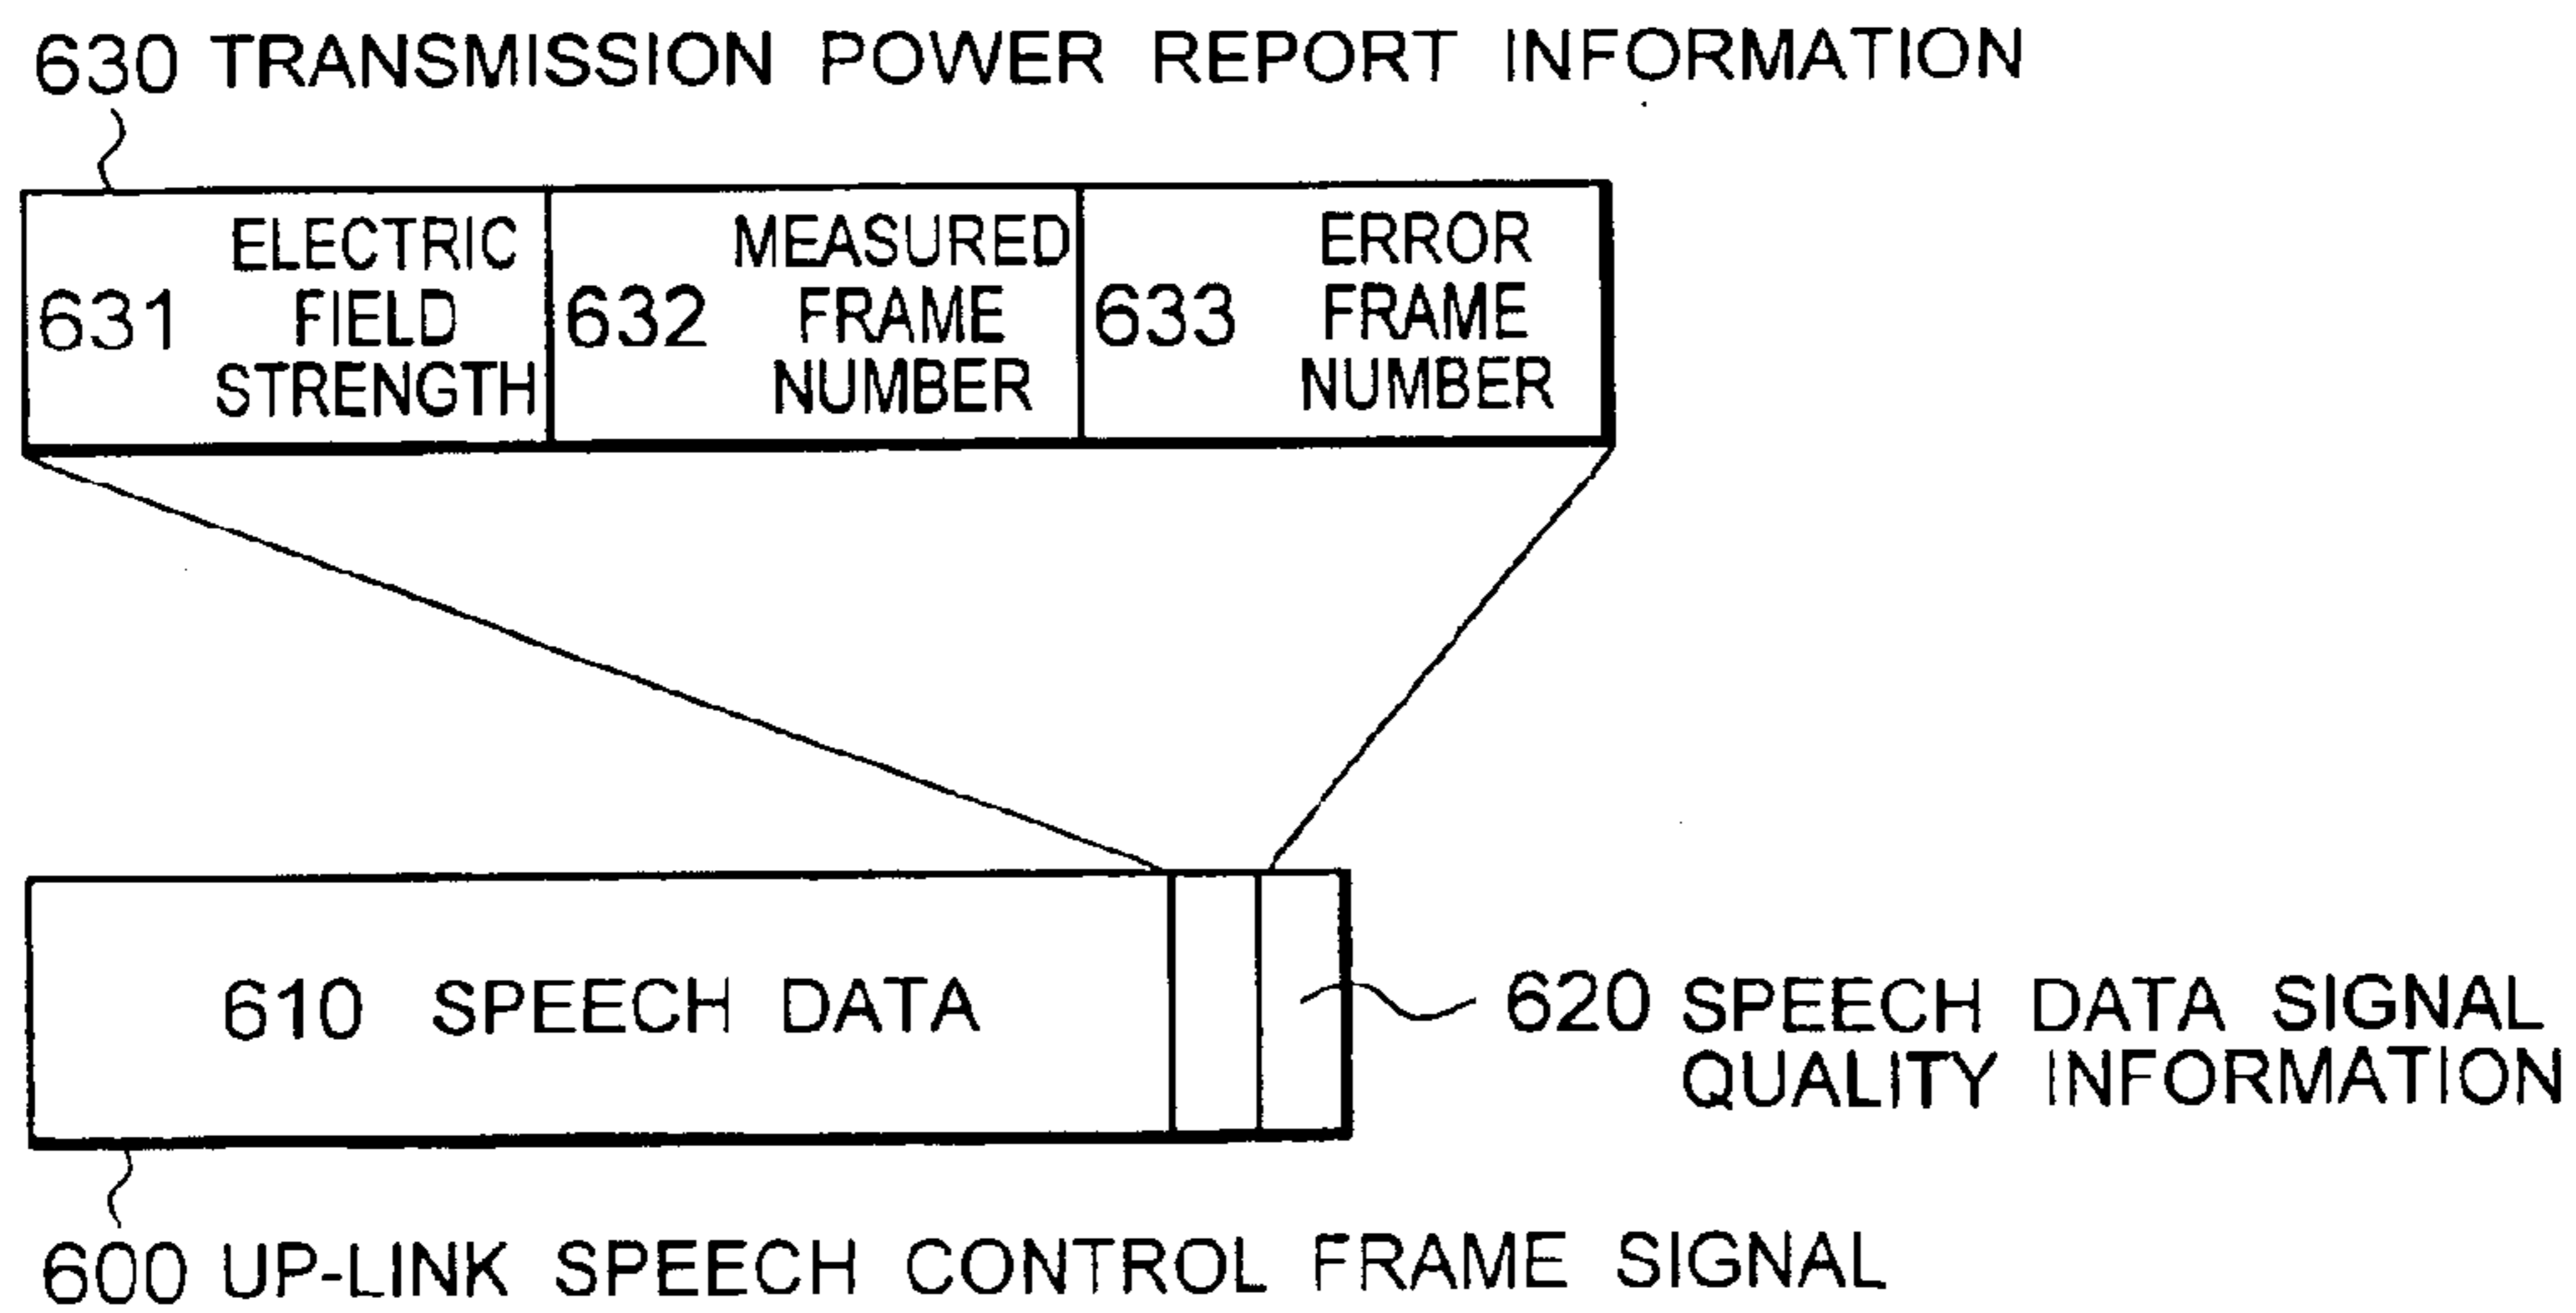 630 TRANSMISSION POWER REPORT INFORMATION
631 ELECTRIC FIELD STRENGTH
632 MEASURED FRAME NUMBER
633 ERROR FRAME NUMBER
610 SPEECH DATA
620 SPEECH DATA SIGNAL
QUALITY INFORMATION
600 UP-LINK SPEECH CONTROL FRAME SIGNAL